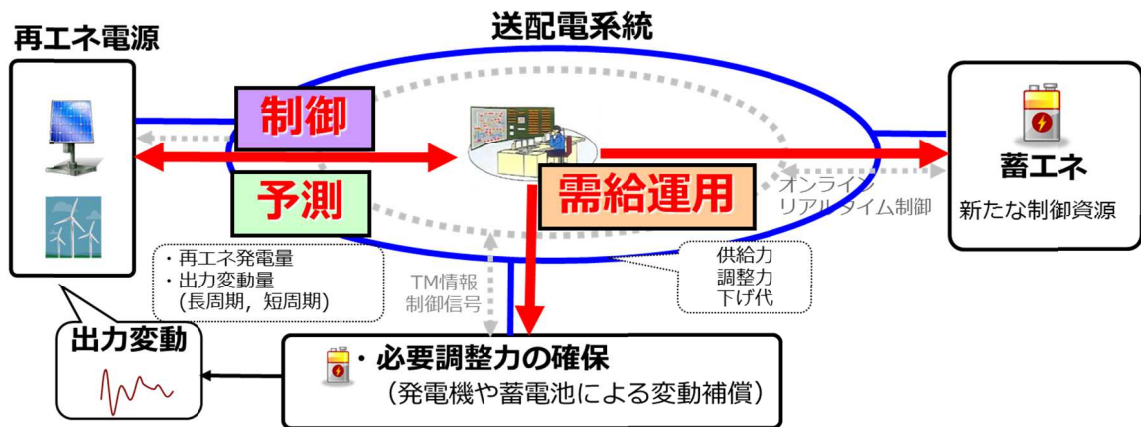 送配電系統
再エネ電源
制御
予測
需給運用
オンライン
リアルタイム制御
蓄エネ
新たな制御資源
・再エネ発電量
・出力変動量
(長周期，短周期)
TM情報
制御信号
供給力
調整力
下げ代
出力変動
・必要調整力の確保
（発電機や蓄電池による変動補償）